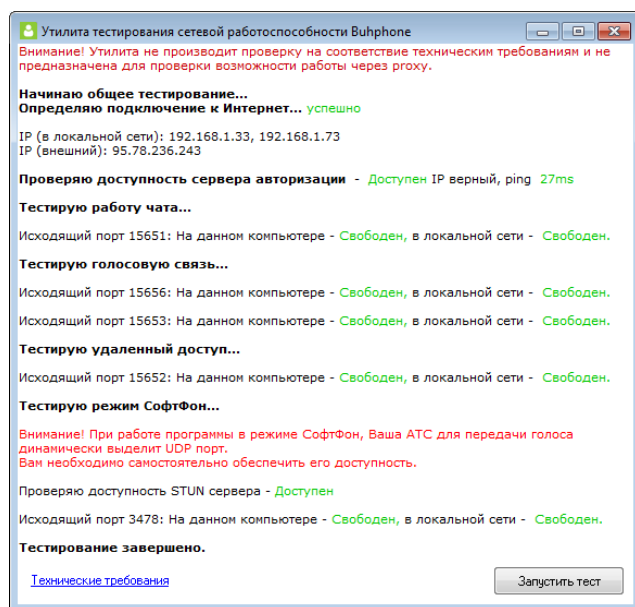 Утилита тестирования сетевой работоспособности Buhphone
Внимание! Утилита не производит проверку на соответствие техническим требованиям и не
предназначена для проверки возможности работы через proxy.
Начинаю общее тестирование...
Определяю подключение к Интернет... успешно
IP (в локальной сети): 192.168.1.33, 192.168.1.73
IP (внешний): 95.78.236.243
Проверяю доступность сервера авторизации - Доступен IP верный, ping 27ms
Тестирую работу чата...
Исходящий порт 15651: На данном компьютере - Свободен, в локальной сети - Свободен.
Тестирую голосовую связь...
Исходящий порт 15656: На данном компьютере - Свободен, в локальной сети - Свободен.
Исходящий порт 15653: На данном компьютере - Свободен, в локальной сети - Свободен.
Тестирую удаленный доступ...
Исходящий порт 15652: На данном компьютере - Свободен, в локальной сети - Свободен.
Тестирую режим СофтФон...
Внимание! При работе программы в режиме СофтФон, Ваша АТС для передачи голоса
динамически выделит UDP порт.
Вам необходимо самостоятельно обеспечить его доступность.
Проверяю доступность STUN сервера - Доступен
Исходящий порт 3478: На данном компьютере - Свободен, в локальной сети - Свободен.
Тестирование завершено.
Технические требования
Запустить тест